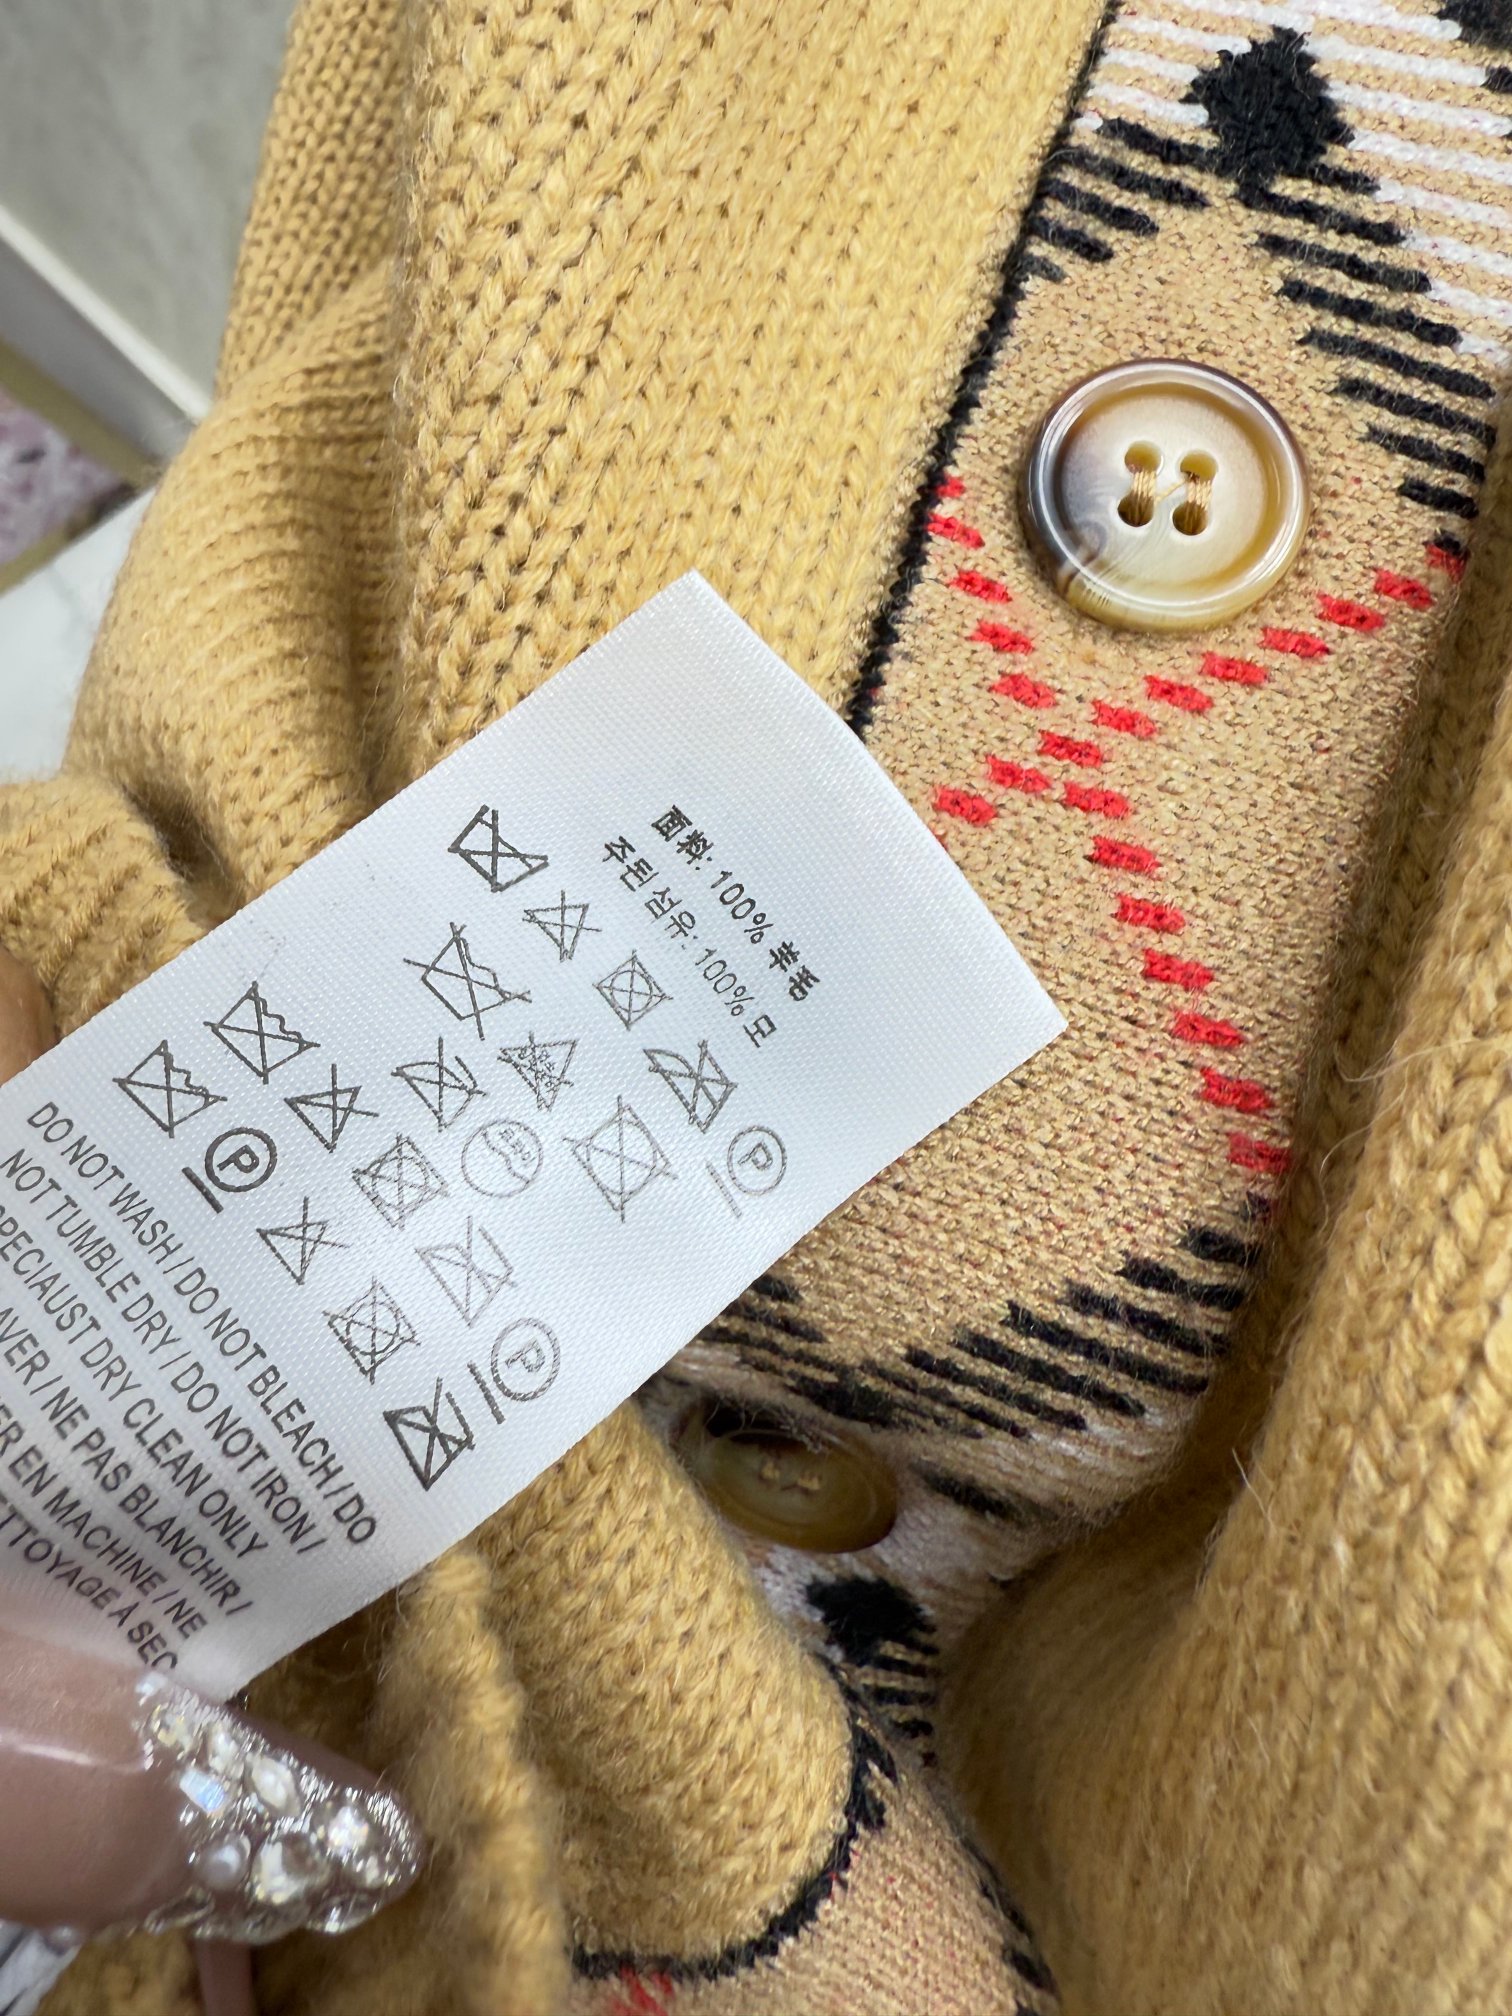 面料: 100% 羊毛
주된 섬유: 100% 모
DO NOT WASH / DO NOT BLEACH / DO
NOT TUMBLE DRY / DO NOT IRON /
SPECIAUST DRY CLEAN ONLY
LAVER / NE PAS BLANCHIR /
EN MACHINE / NE
NETTOYAGE À SEC